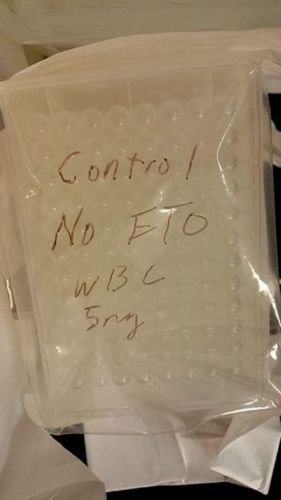 Control
No ETO
WBC
5ng